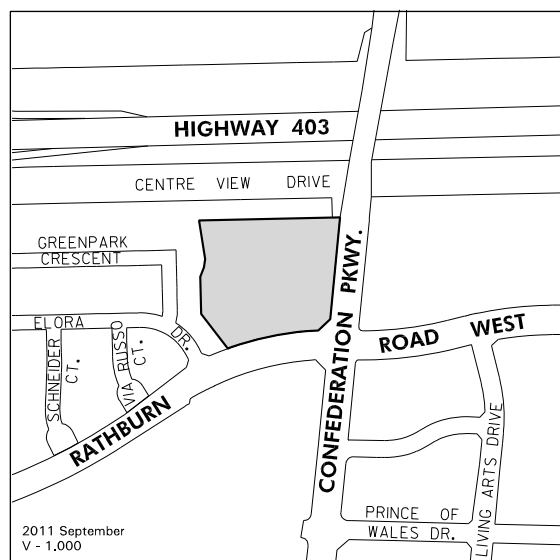 HIGHWAY 403
CENTRE VIEW DRIVE
GREENPARK
CRESCENT
CONFEDERATION PKWY.
ELORA
DR.
SCHNEIDER
CT.
VIA RUSSO
CT.
RATHBURN
ROAD WEST
LIVING ARTS DRIVE
PRINCE OF
WALES DR.
2011 September
V - 1.000